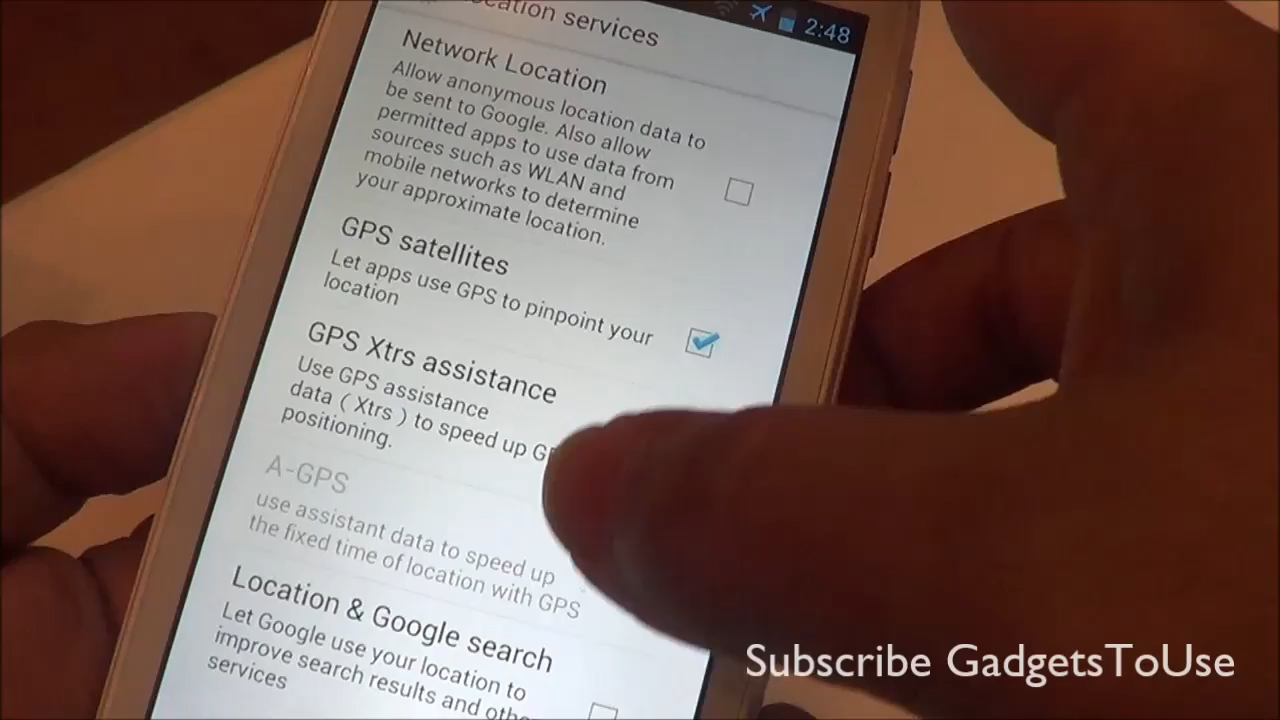 2:48
cation services
Network Location
Allow anonymous location data to
be sent to Google. Also allow
permitted apps to use data from
sources such as WLAN and
mobile networks to determine
your approximate location.
GPS satellites
Let apps use GPS to pinpoint your
location
GPS Xtrs assistance
Use GPS assistance
data ( Xtrs ) to speed up
positioning.
A-GPS
use assistant data to speed up
the fixed time of location with GPS
Location & Google search
Let Google use your location to
improve search results and
services
Subscribe GadgetsToUse